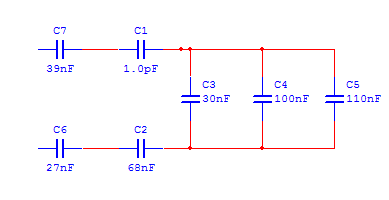 C7 C1
39nF 1.0pF
C3 C4 C5
30nF 100nF 110nF
C6 C2
27nF 68nF